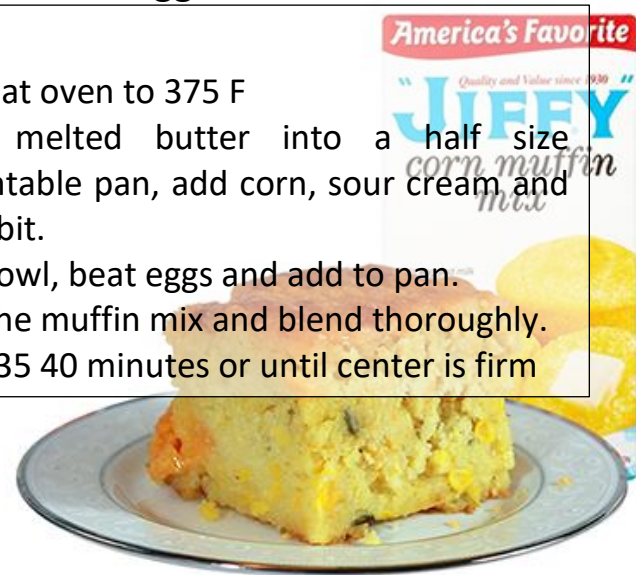 gg
America's Favorite
at oven to 375 F
Quality and Value since 1930
"JIFFY"
melted butter into a half size
corn muffin
ntable pan, add corn, sour cream and
mix
bit.
owl, beat eggs and add to pan.
ne muffin mix and blend thoroughly.
35 40 minutes or until center is firm